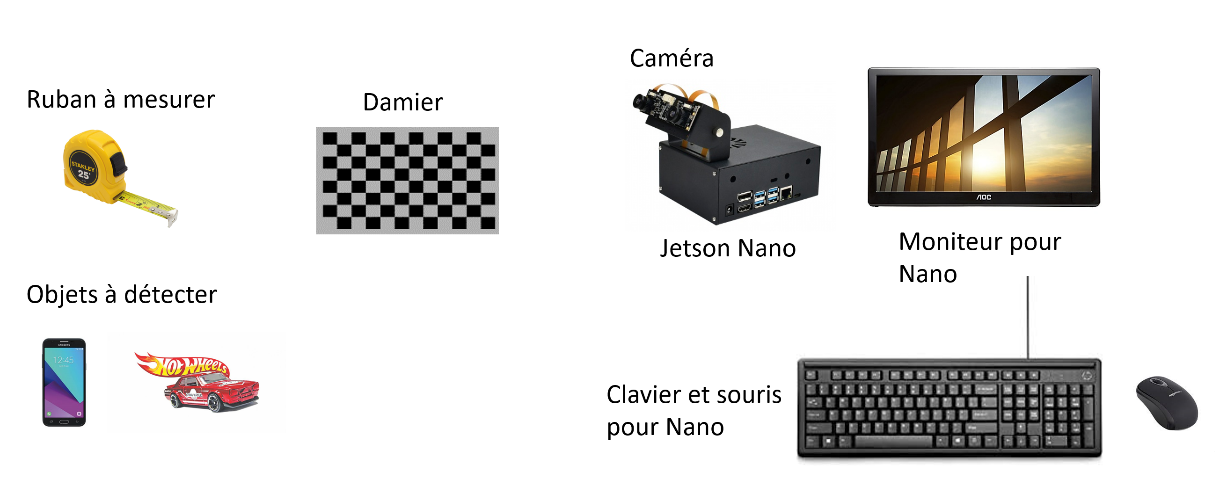 Caméra
Ruban à mesurer
Damier
STANLEY
25'
AOC
Jetson Nano
Moniteur pour
Nano
Objets à détecter
12:45
HOT WHEELS
Clavier et souris
pour Nano